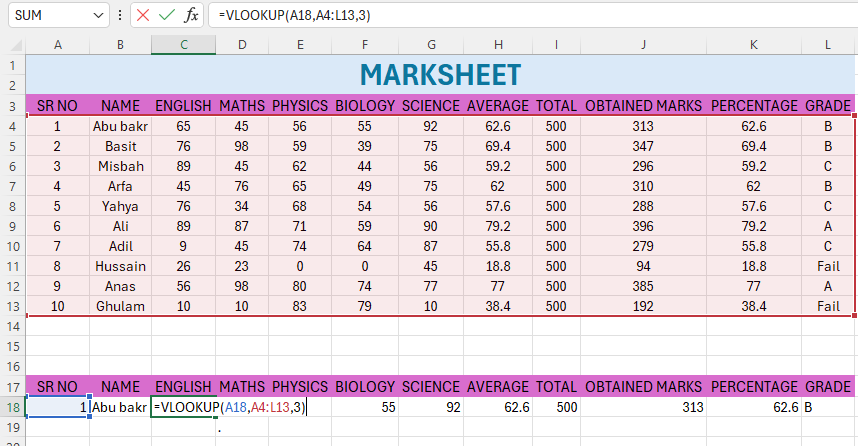 SUM =VLOOKUP(A18,A4:L13,3)
A B C D E F G H I J K L
1 MARKSHEET
2
3 SR NO NAME ENGLISH MATHS PHYSICS BIOLOGY SCIENCE AVERAGE TOTAL OBTAINED MARKS PERCENTAGE GRADE
4 1 Abu bakr 65 45 56 55 92 62.6 500 313 62.6 B
5 2 Basit 76 98 59 39 75 69.4 500 347 69.4 B
6 3 Misbah 89 45 62 44 56 59.2 500 296 59.2 C
7 4 Arfa 45 76 65 49 75 62 500 310 62 B
8 5 Yahya 76 34 68 54 56 57.6 500 288 57.6 C
9 6 Ali 89 87 71 59 90 79.2 500 396 79.2 A
10 7 Adil 9 45 74 64 87 55.8 500 279 55.8 C
11 8 Hussain 26 23 0 0 45 18.8 500 94 18.8 Fail
12 9 Anas 56 98 80 74 77 77 500 385 77 A
13 10 Ghulam 10 10 83 79 10 38.4 500 192 38.4 Fail
14
15
16
17 SR NO NAME ENGLISH MATHS PHYSICS BIOLOGY SCIENCE AVERAGE TOTAL OBTAINED MARKS PERCENTAGE GRADE
18 1 Abu bakr =VLOOKUP(A18,A4:L13,3) 55 92 62.6 500 313 62.6 B
19 .